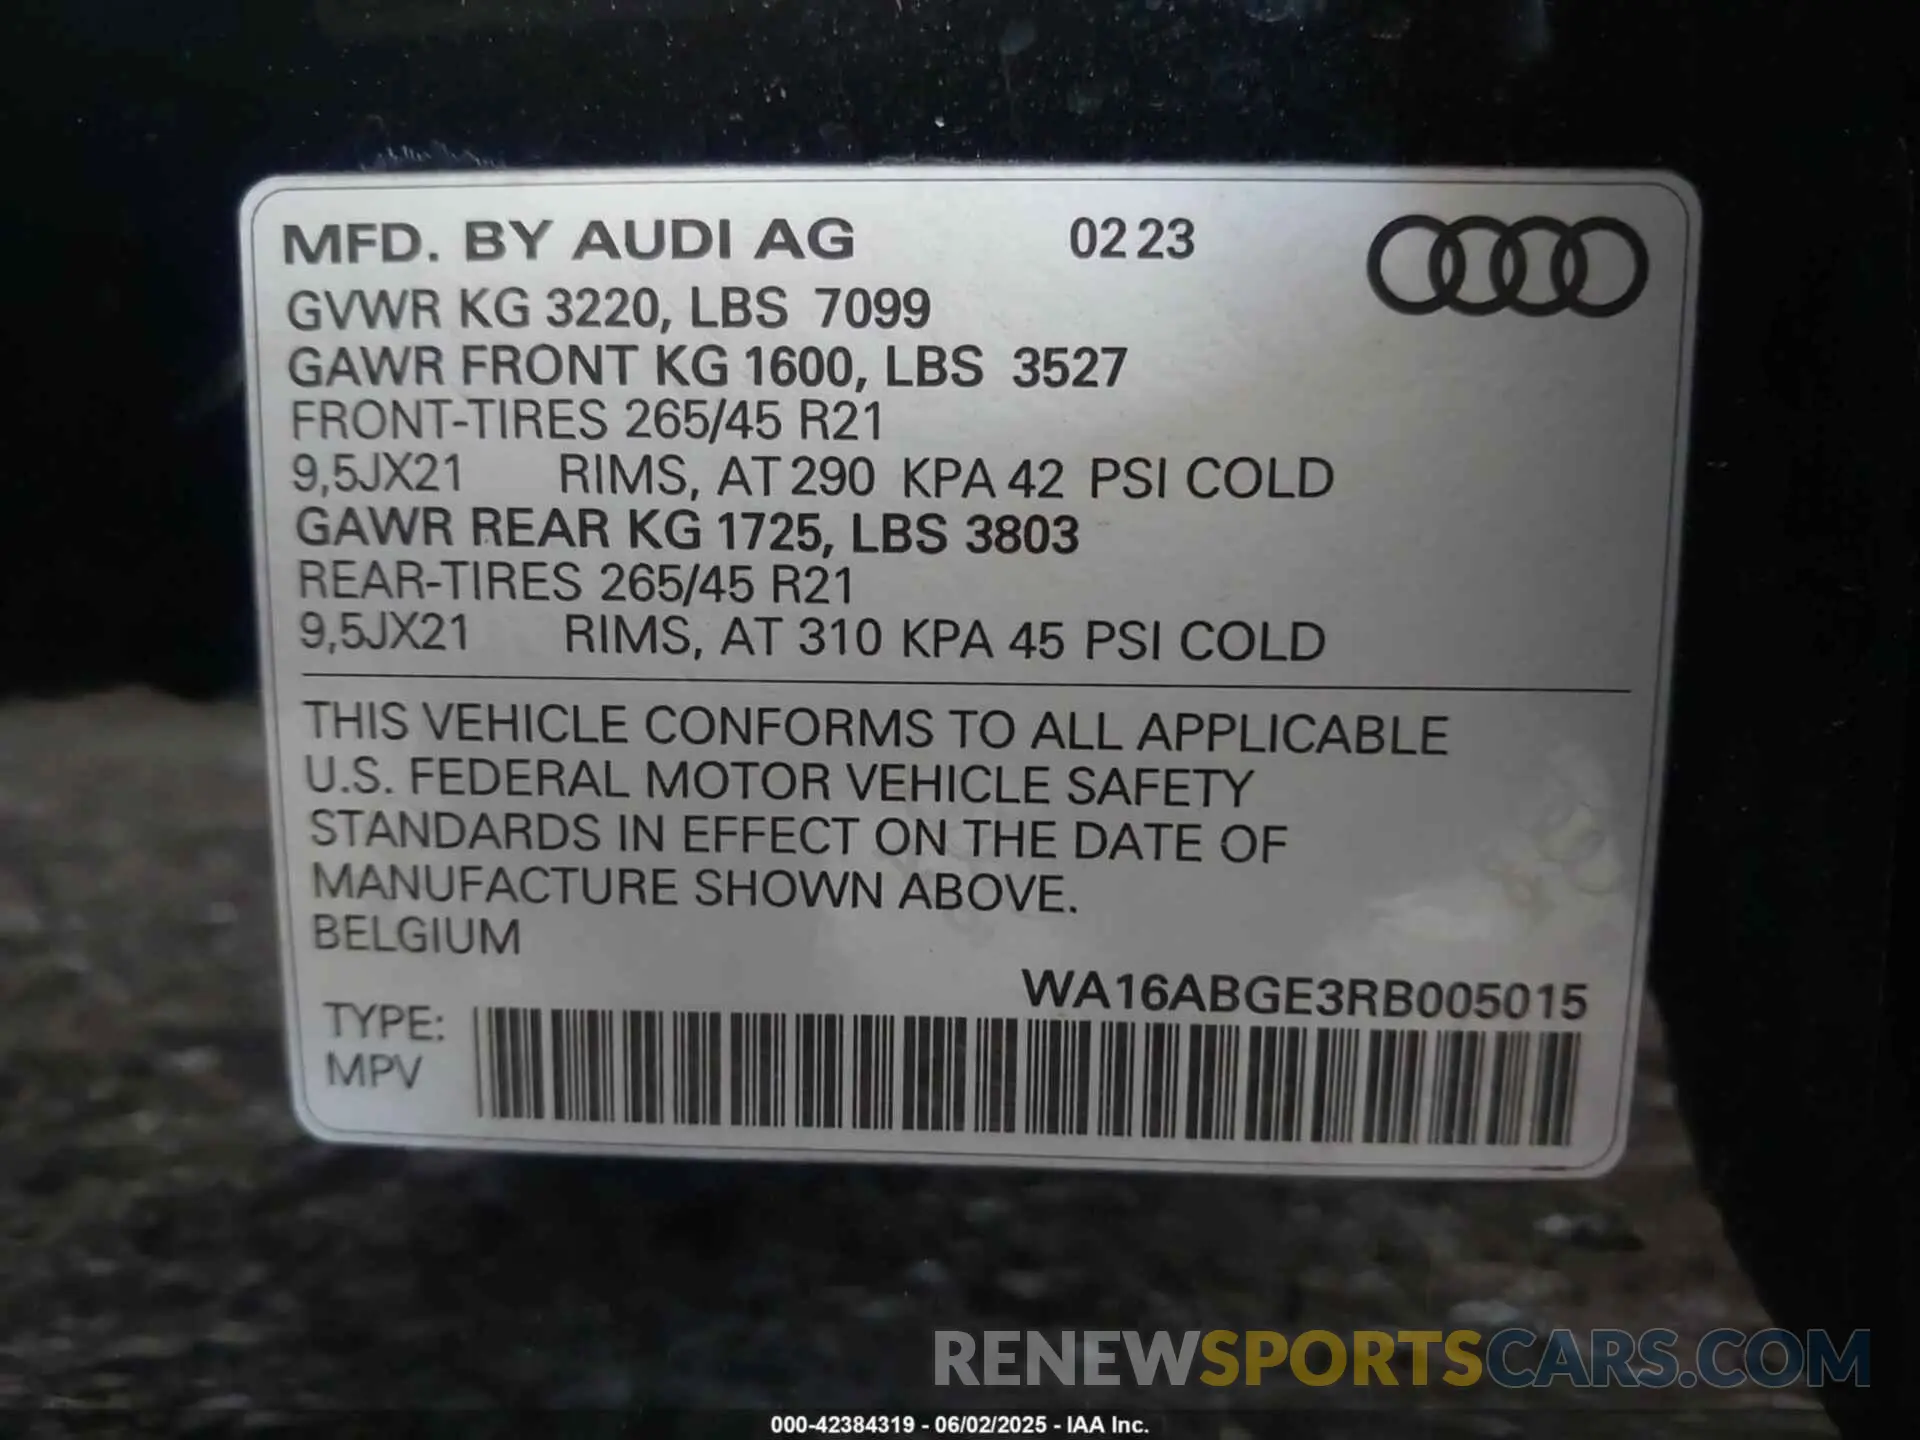 MFD. BY AUDI AG 02 23
GVWR KG 3220, LBS 7099
GAWR FRONT KG 1600, LBS 3527
FRONT-TIRES 265/45 R21
9,5JX21 RIMS, AT 290 KPA 42 PSI COLD
GAWR REAR KG 1725, LBS 3803
REAR-TIRES 265/45 R21
9,5JX21 RIMS, AT 310 KPA 45 PSI COLD
THIS VEHICLE CONFORMS TO ALL APPLICABLE
U.S. FEDERAL MOTOR VEHICLE SAFETY
STANDARDS IN EFFECT ON THE DATE OF
MANUFACTURE SHOWN ABOVE.
BELGIUM
WA16ABGE3RB005015
TYPE:
MPV
RENEWSPORTSCARS.COM
000-42384319 - 06/02/2025 - IAA Inc.